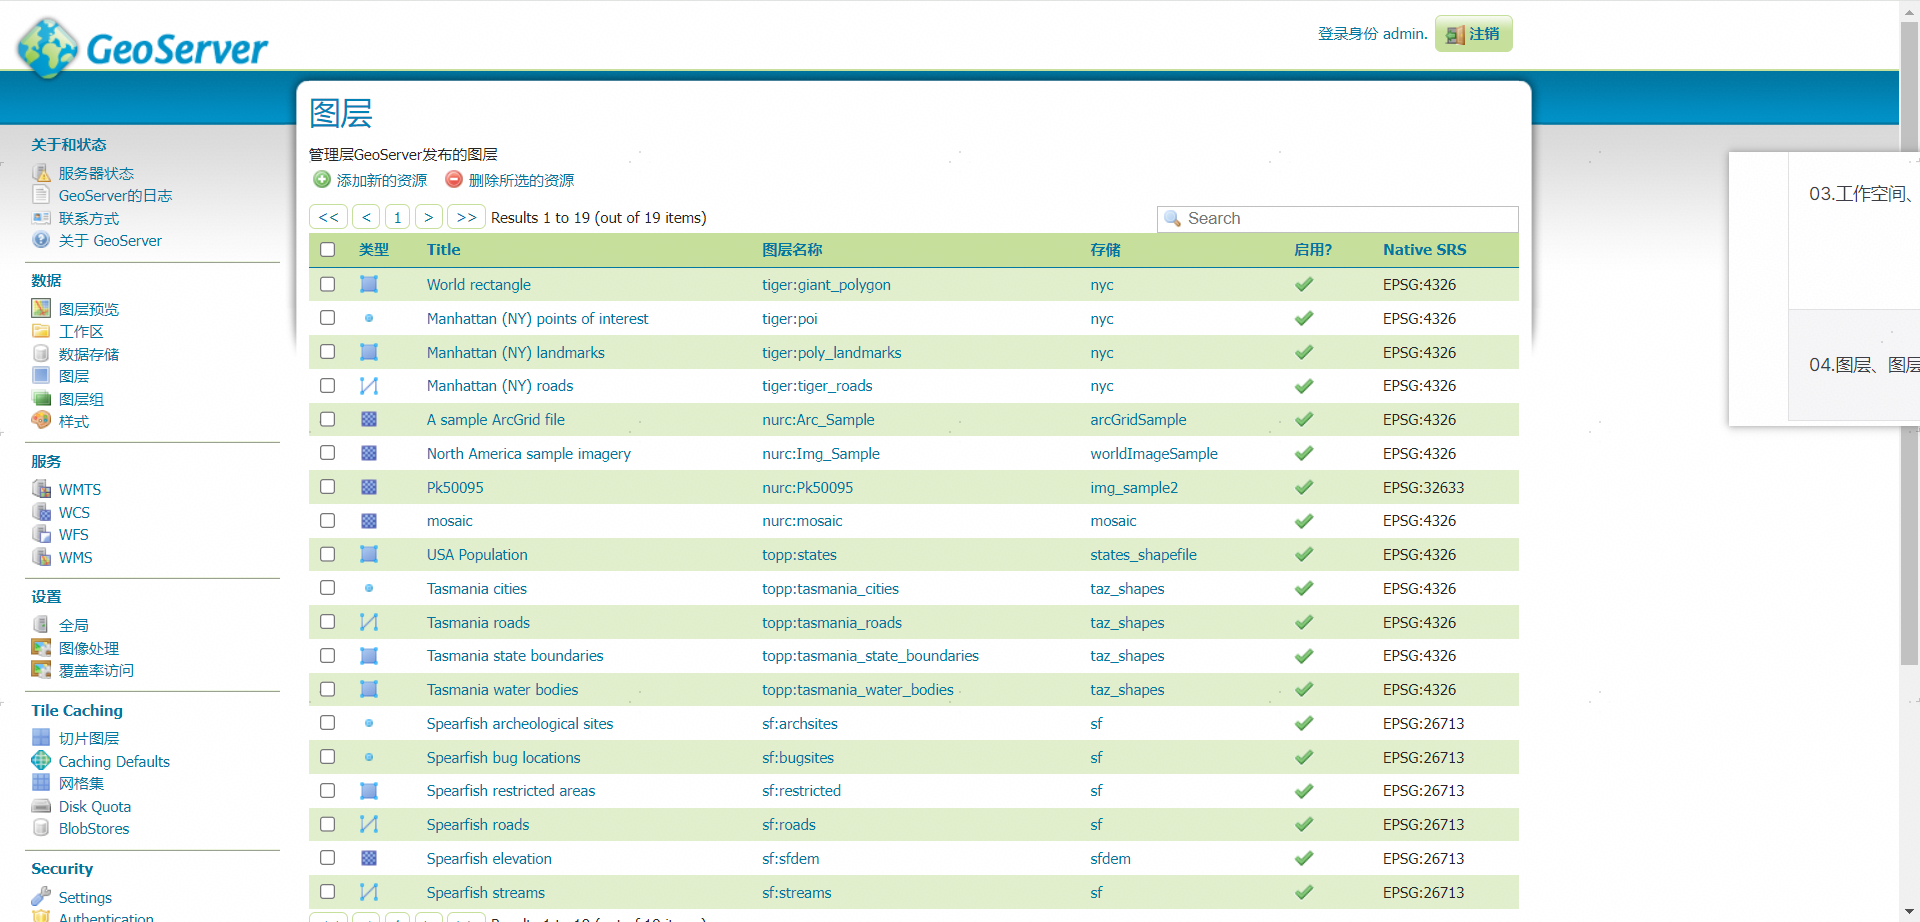 GeoServer
登录身份 admin.
注销
图层
管理层GeoServer发布的图层
添加新的资源 删除所选的资源
<< < 1 > >> Results 1 to 19 (out of 19 items)
Search
类型 Title 图层名称 存储 启用? Native SRS
World rectangle tiger:giant_polygon nyc EPSG:4326
Manhattan (NY) points of interest tiger:poi nyc EPSG:4326
Manhattan (NY) landmarks tiger:poly_landmarks nyc EPSG:4326
Manhattan (NY) roads tiger:tiger_roads nyc EPSG:4326
A sample ArcGrid file nurc:Arc_Sample arcGridSample EPSG:4326
North America sample imagery nurc:Img_Sample worldImageSample EPSG:4326
Pk50095 nurc:Pk50095 img_sample2 EPSG:32633
mosaic nurc:mosaic mosaic EPSG:4326
USA Population topp:states states_shapefile EPSG:4326
Tasmania cities topp:tasmania_cities taz_shapes EPSG:4326
Tasmania roads topp:tasmania_roads taz_shapes EPSG:4326
Tasmania state boundaries topp:tasmania_state_boundaries taz_shapes EPSG:4326
Tasmania water bodies topp:tasmania_water_bodies taz_shapes EPSG:4326
Spearfish archeological sites sf:archsites sf EPSG:26713
Spearfish bug locations sf:bugsites sf EPSG:26713
Spearfish restricted areas sf:restricted sf EPSG:26713
Spearfish roads sf:roads sf EPSG:26713
Spearfish elevation sf:sfdem sfdem EPSG:26713
Spearfish streams sf:streams sf EPSG:26713
<< < 1 > >> Results 1 to 19 (out of 19 items)
关于和状态
服务器状态
GeoServer的日志
联系方式
关于 GeoServer
数据
图层预览
工作区
数据存储
图层
图层组
样式
服务
WMTS
WCS
WFS
WMS
设置
全局
图像处理
覆盖率访问
Tile Caching
切片图层
Caching Defaults
网格集
Disk Quota
BlobStores
Security
Settings
Authentication
03.工作空间、
04.图层、图层